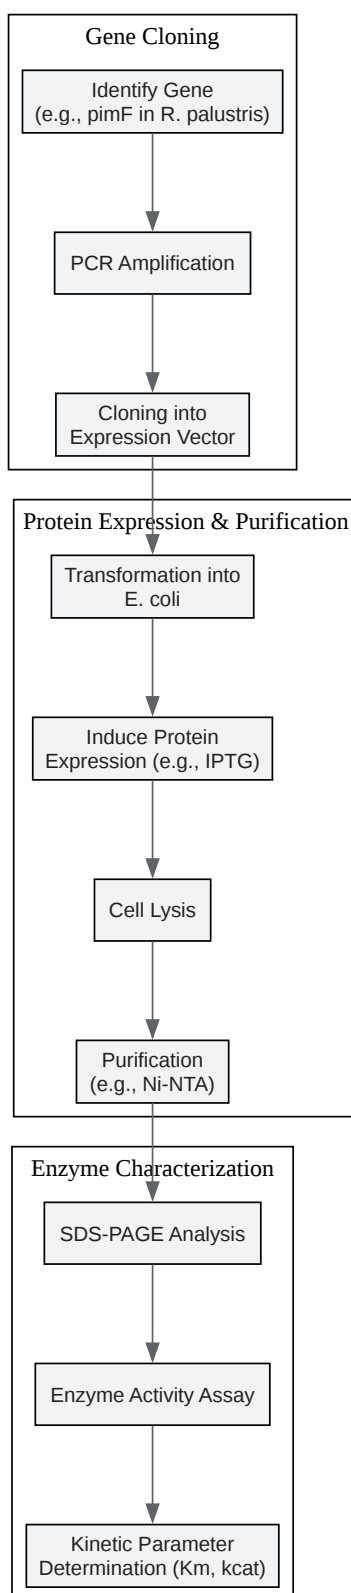 Gene Cloning
Identify Gene
(e.g., pimF in R. palustris)
PCR Amplification
Cloning into
Expression Vector
Protein Expression & Purification
Transformation into
E. coli
Induce Protein
Expression (e.g., IPTG)
Cell Lysis
Purification
(e.g., Ni-NTA)
Enzyme Characterization
SDS-PAGE Analysis
Enzyme Activity Assay
Kinetic Parameter
Determination (Km, kcat)